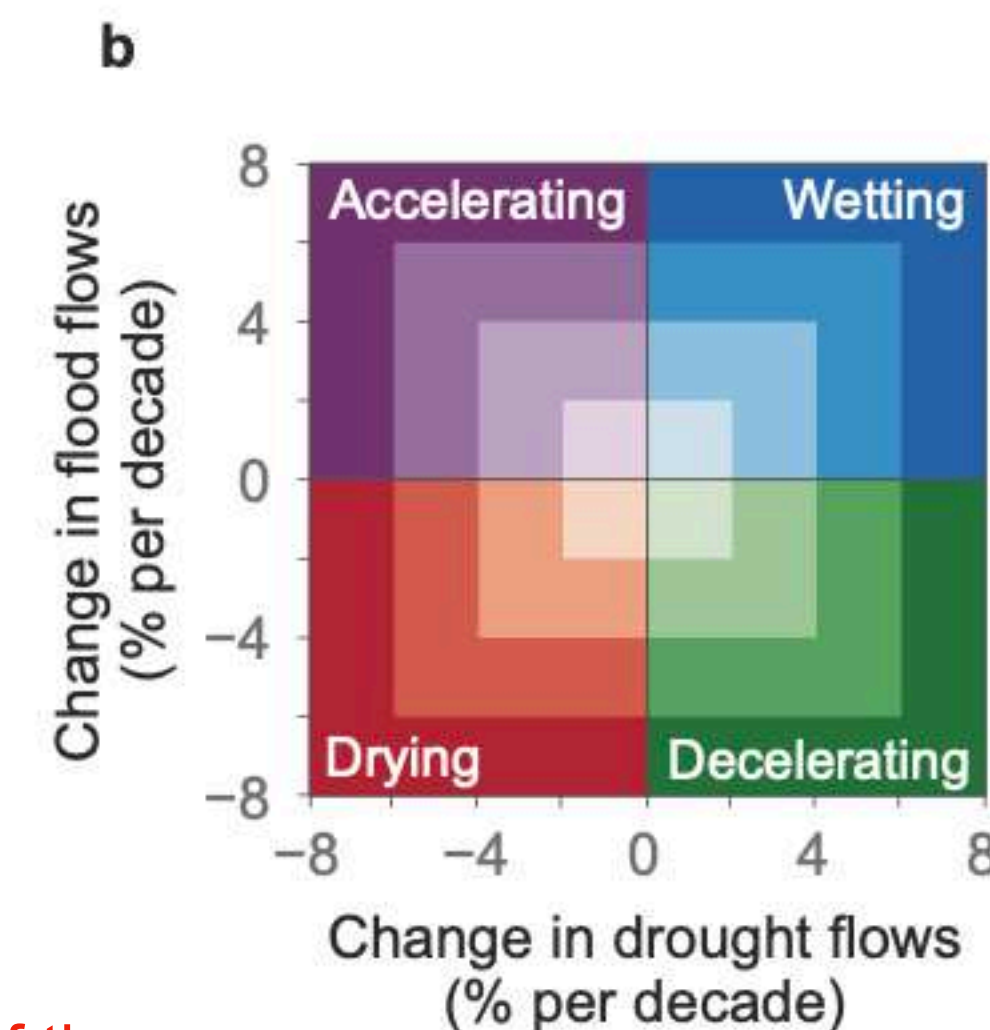 b
Change in flood flows
(% per decade)
8
4
0
−4
−8
Accelerating
Wetting
Drying
Decelerating
−8
−4
0
4
8
Change in drought flows
(% per decade)